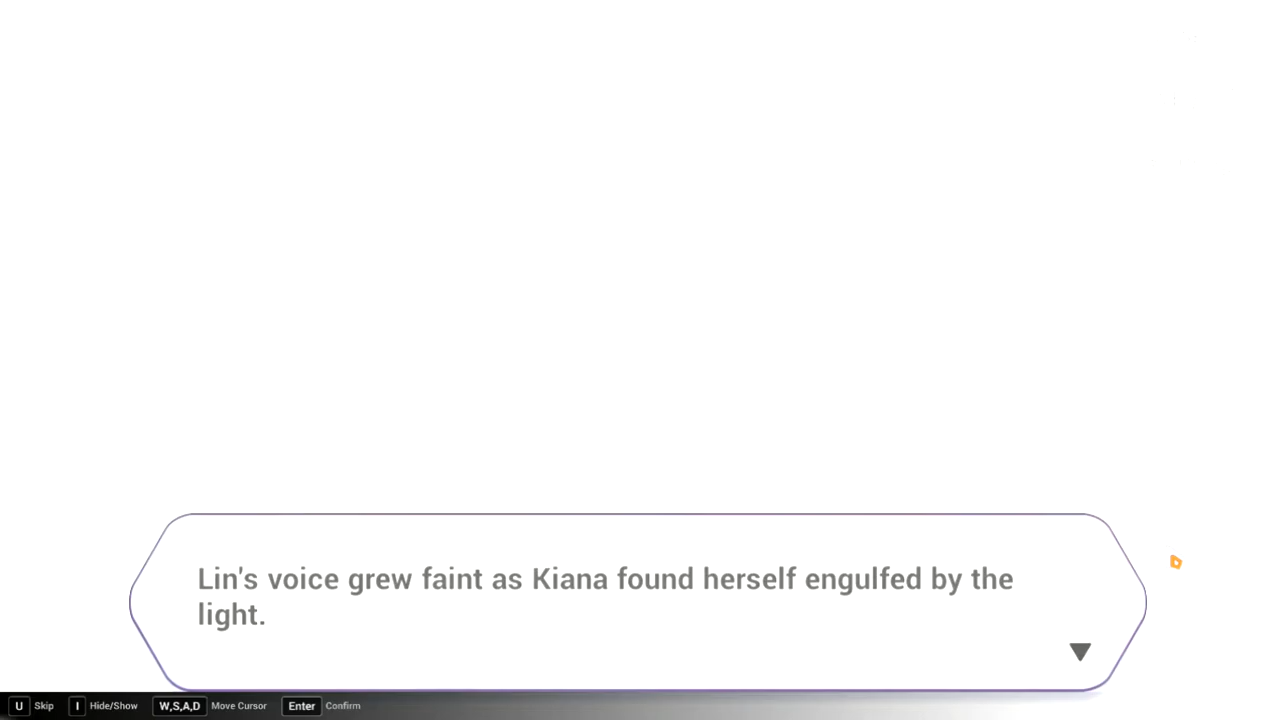 Lin's voice grew faint as Kiana found herself engulfed by the
light.
U Skip I Hide/Show W,S,A,D Move Cursor Enter Confirm